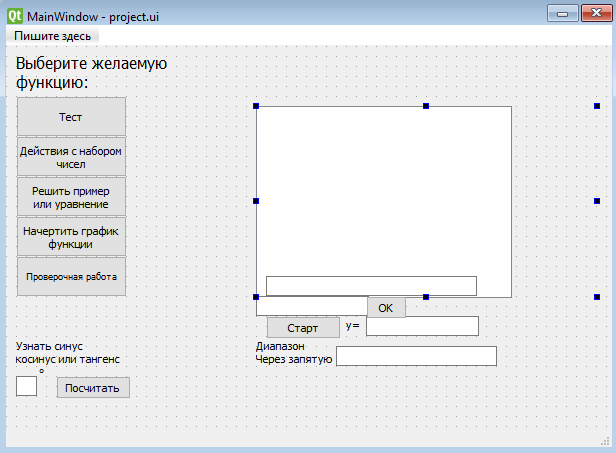 Qt MainWindow - project.ui
Пишите здесь
Выберите желаемую
функцию:
Тест
Действия с набором
чисел
Решить пример
или уравнение
Начертить график
функции
Проверочная работа
OK
Старт
y=
Узнать синус
косинус или тангенс
°
Посчитать
Диапазон
Через запятую